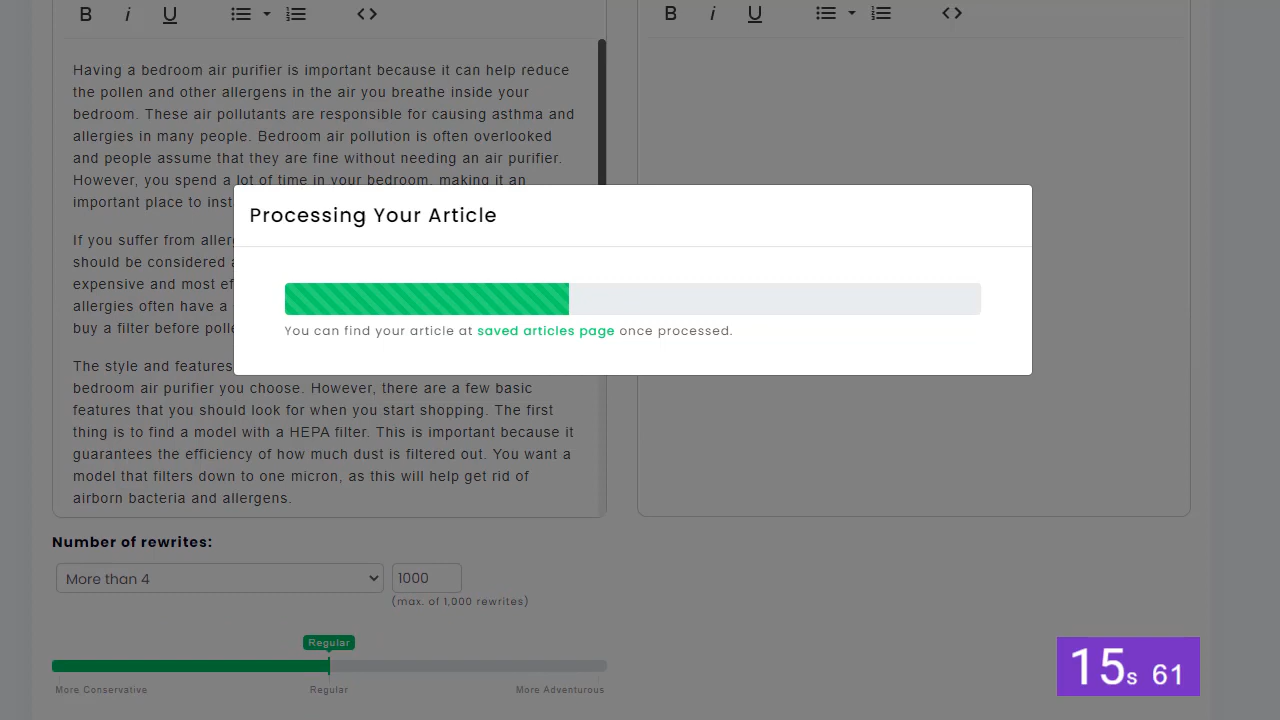 B i U
B i U
Having a bedroom air purifier is important because it can help reduce
the pollen and other allergens in the air you breathe inside your
bedroom. These air pollutants are responsible for causing asthma and
allergies in many people. Bedroom air pollution is often overlooked
and people assume that they are fine without needing an air purifier.
However, you spend a lot of time in your bedroom, making it an
important place to inst
Processing Your Article
If you suffer from aller
should be considered
expensive and most ef
allergies often have a
buy a filter before polle
You can find your article at saved articles page once processed.
The style and features
bedroom air purifier you choose. However, there are a few basic
features that you should look for when you start shopping. The first
thing is to find a model with a HEPA filter. This is important because it
guarantees the efficiency of how much dust is filtered out. You want a
model that filters down to one micron, as this will help get rid of
airborn bacteria and allergens.
Number of rewrites:
More than 4 1000
(max. of 1,000 rewrites)
Regular
More Conservative Regular More Adventurous
15s 61